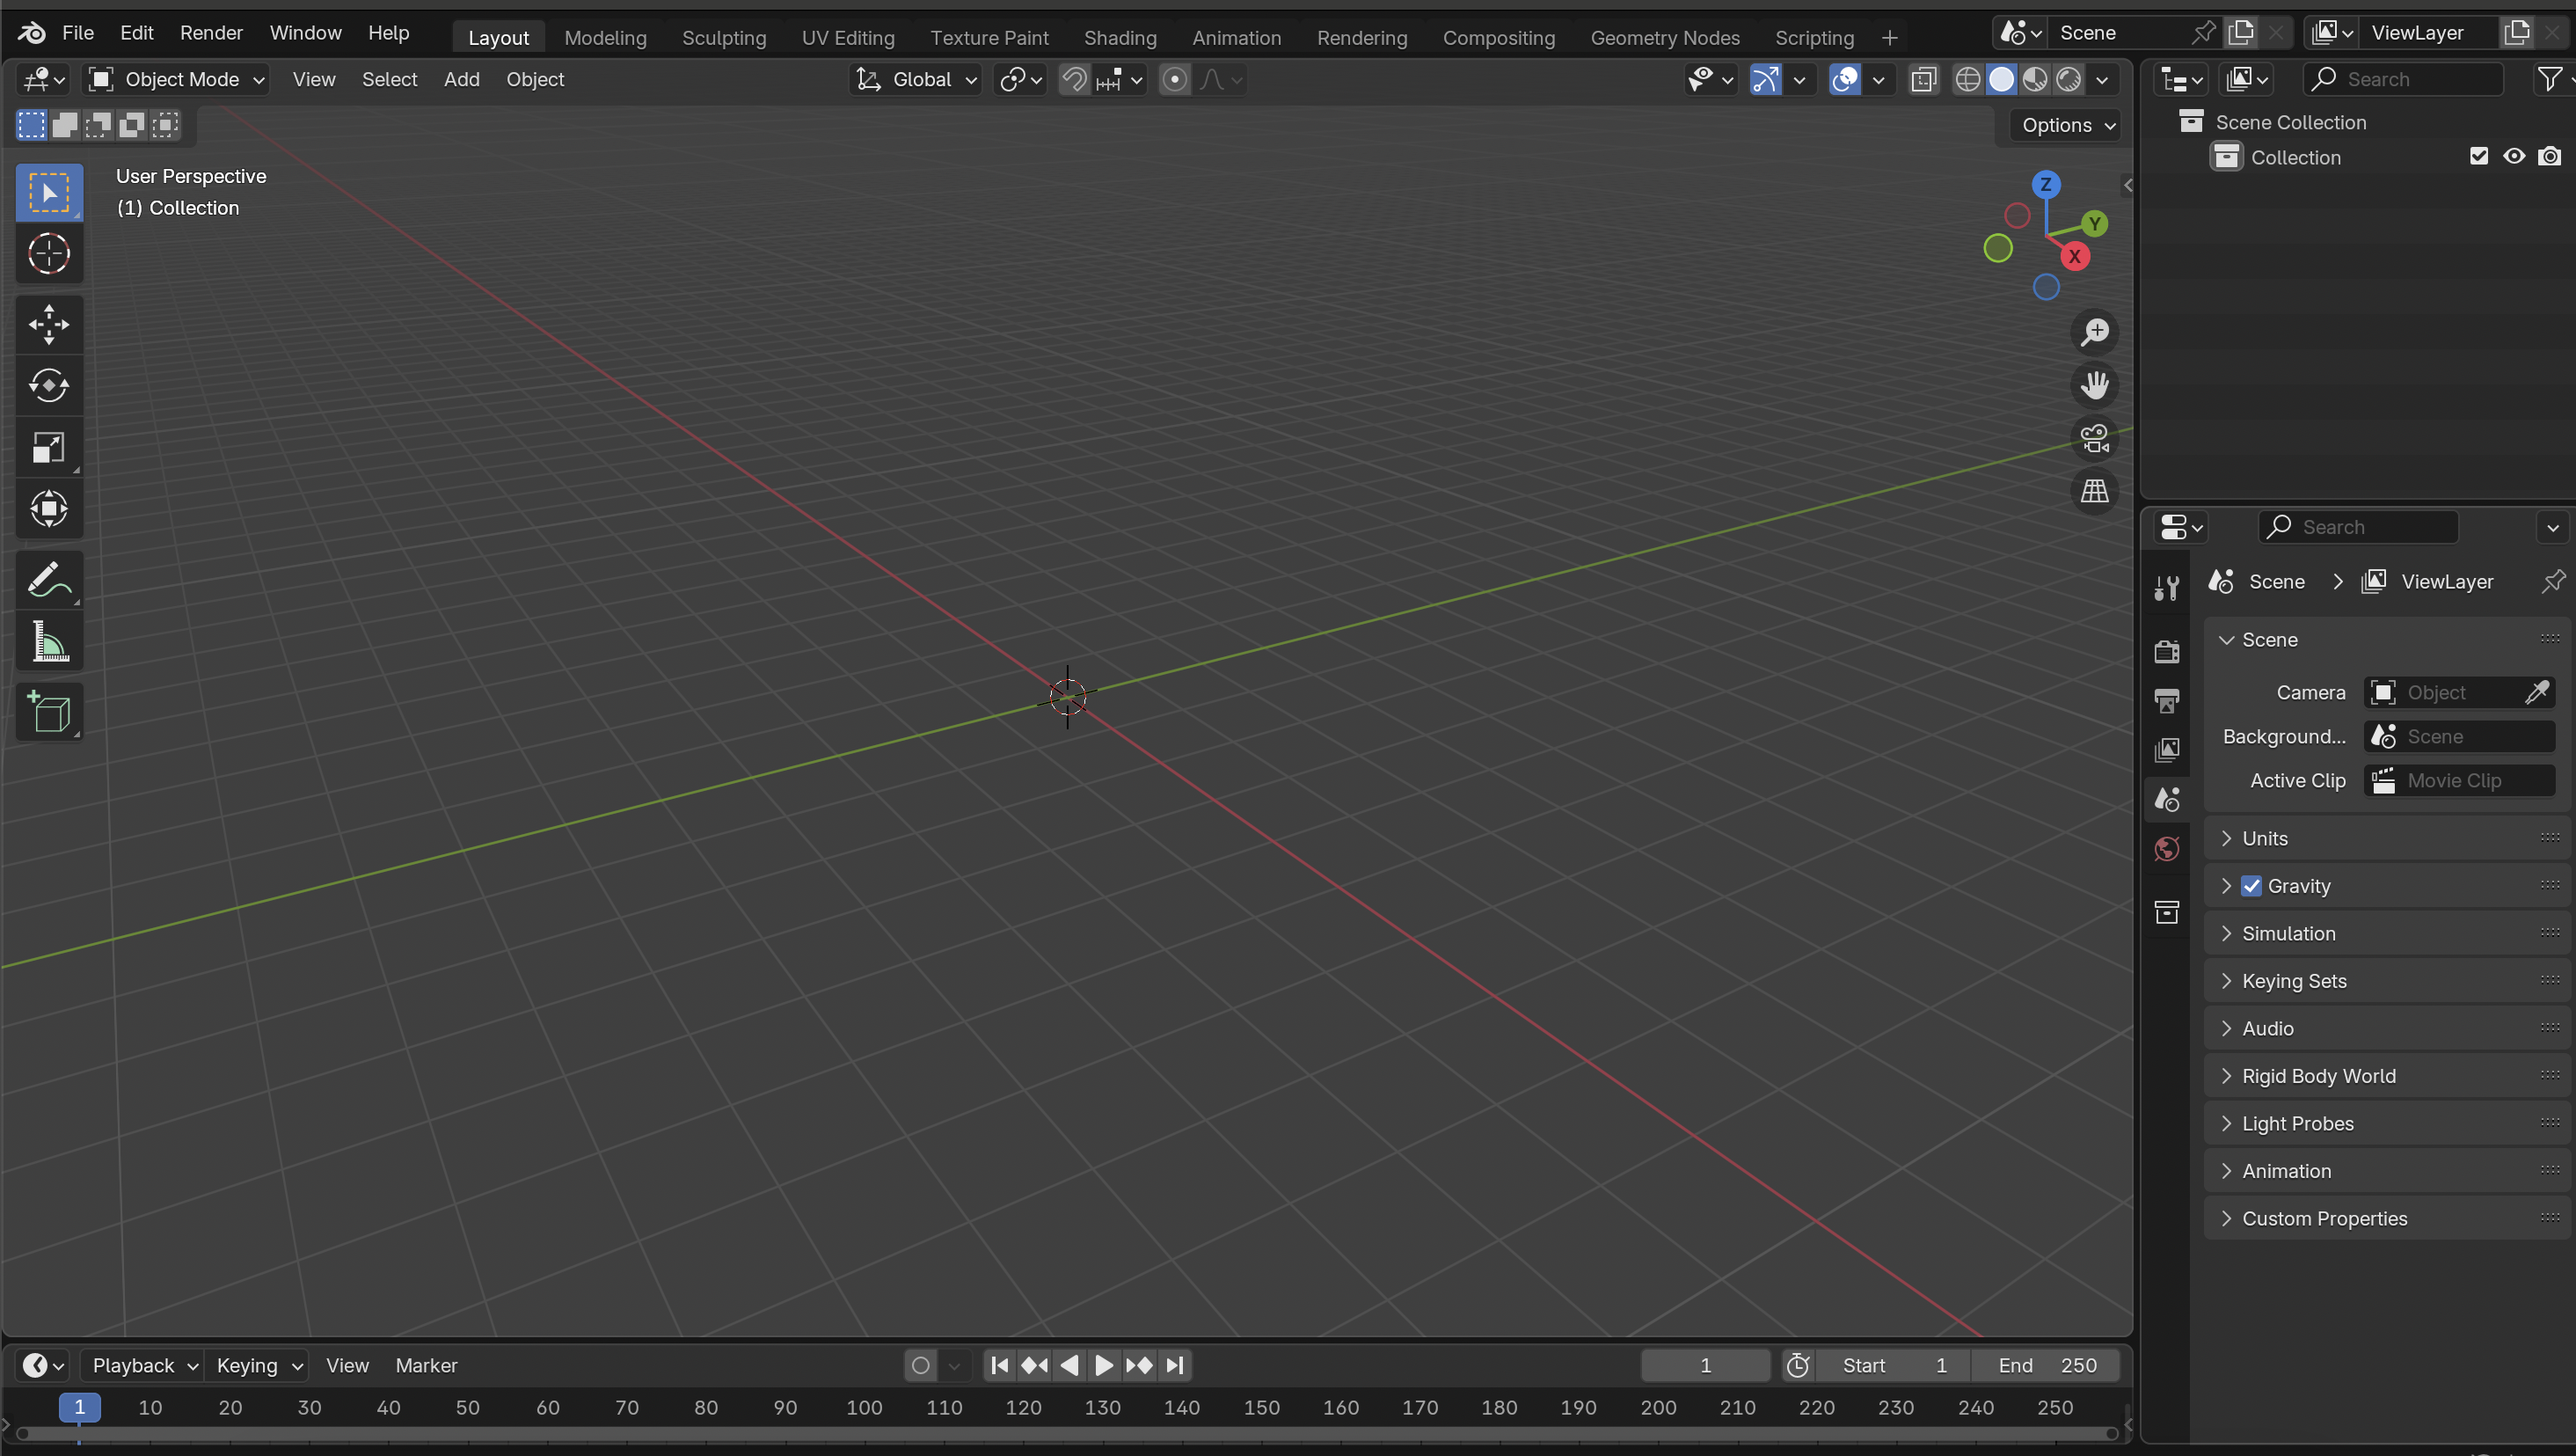 File Edit Render Window Help Layout Modeling Sculpting UV Editing Texture Paint Shading Animation Rendering Compositing Geometry Nodes Scripting + Scene ViewLayer
Object Mode View Select Add Object Global Search
Options
User Perspective
(1) Collection
Z
Y
X
Scene Collection
Collection
Search
Scene > ViewLayer
Scene
Camera Object
Background... Scene
Active Clip Movie Clip
Units
Gravity
Simulation
Keying Sets
Audio
Rigid Body World
Light Probes
Animation
Custom Properties
Playback Keying View Marker 1 Start 1 End 250
1 10 20 30 40 50 60 70 80 90 100 110 120 130 140 150 160 170 180 190 200 210 220 230 240 250